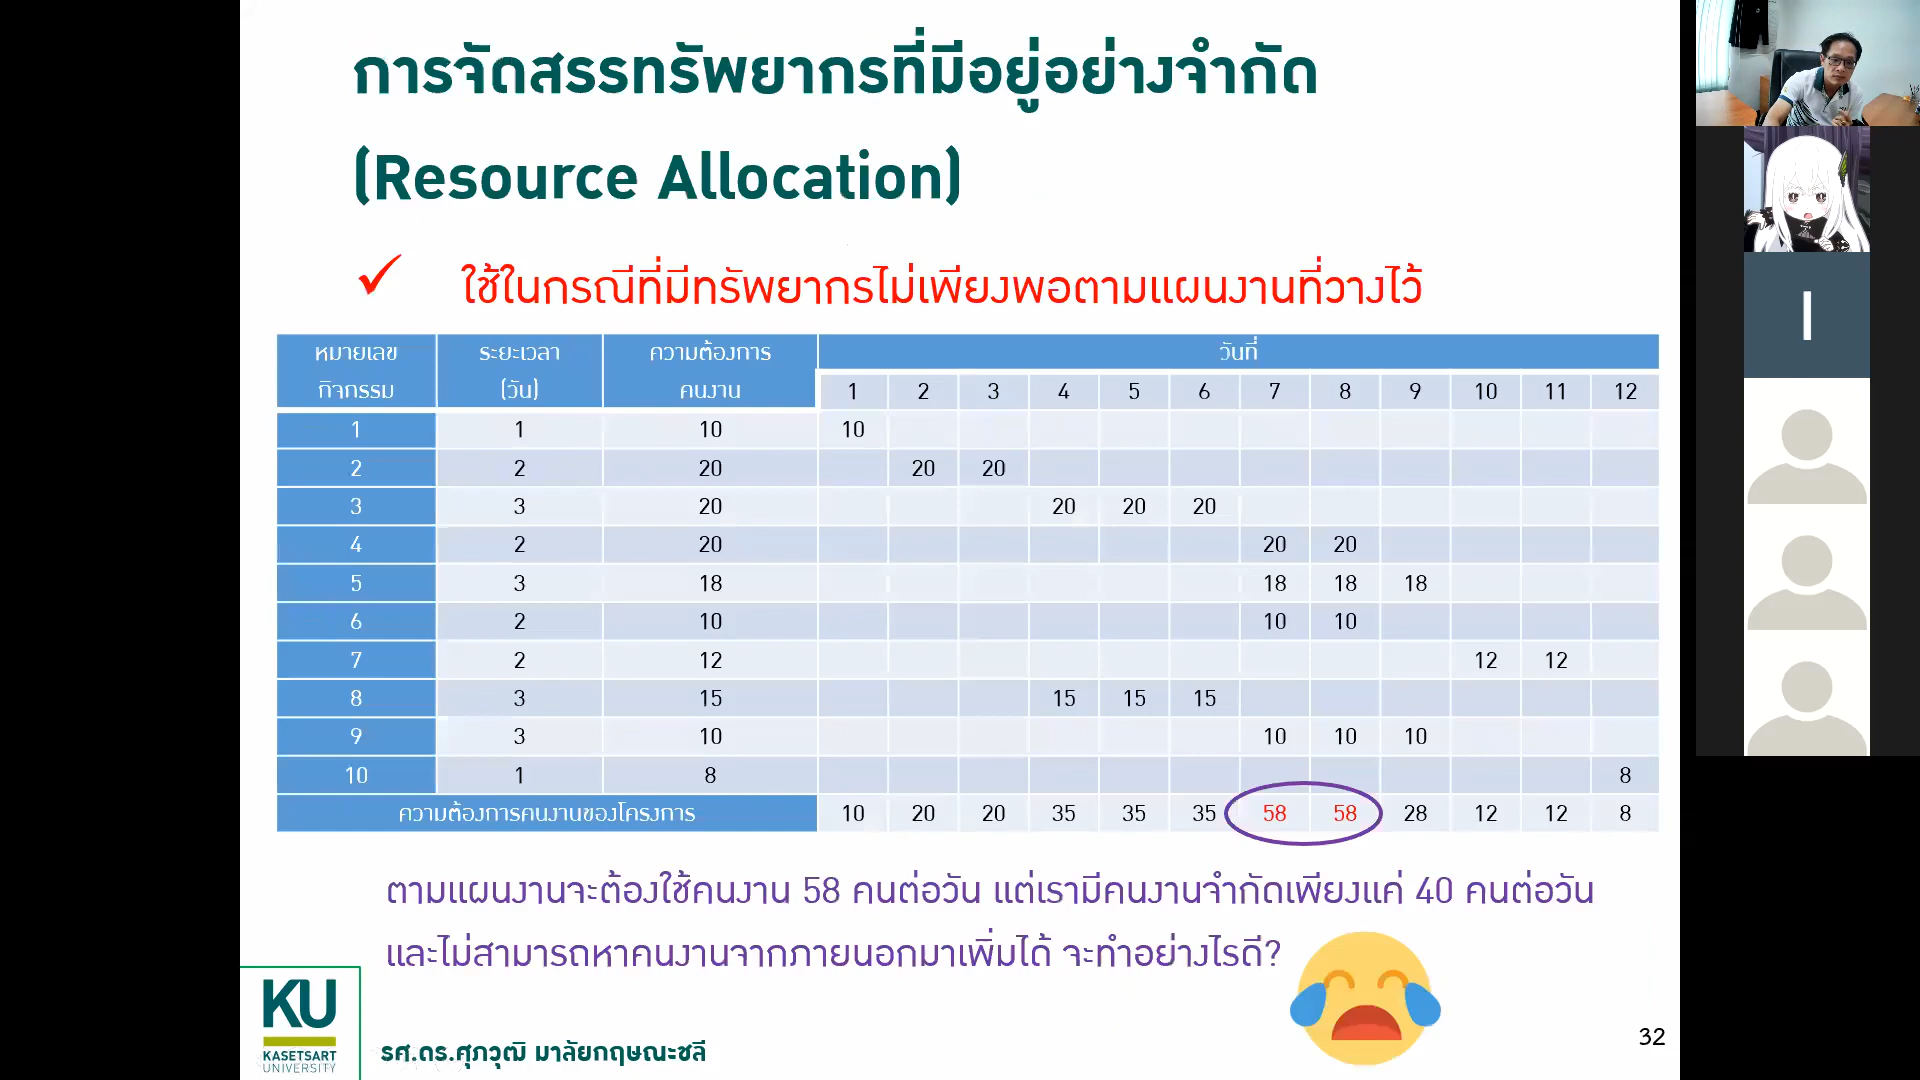 การจัดสรรทรัพยากรที่มีอยู่อย่างจำกัด
(Resource Allocation)
✓ ใช้ในกรณีที่มีทรัพยากรไม่เพียงพอตามแผนงานที่วางไว้
หมายเลข ระยะเวลา ความต้องการ วันที่
กิจกรรม (วัน) คนงาน 1 2 3 4 5 6 7 8 9 10 11 12
1 1 10 10
2 2 20 20 20
3 3 20 20 20 20
4 2 20 20 20
5 3 18 18 18 18
6 2 10 10 10
7 2 12 12 12
8 3 15 15 15 15
9 3 10 10 10 10
10 1 8 8
ความต้องการคนงานของโครงการ 10 20 20 35 35 35 58 58 28 12 12 8
ตามแผนงานจะต้องใช้คนงาน 58 คนต่อวัน แต่เรามีคนงานจำกัดเพียงแค่ 40 คนต่อวัน
และไม่สามารถหาคนงานจากภายนอกมาเพิ่มได้ จะทำอย่างไรดี?
KU
KASETSART
UNIVERSITY
รศ.ดร.ศุภวุฒิ มาลัยกฤษณะชลี
32
I